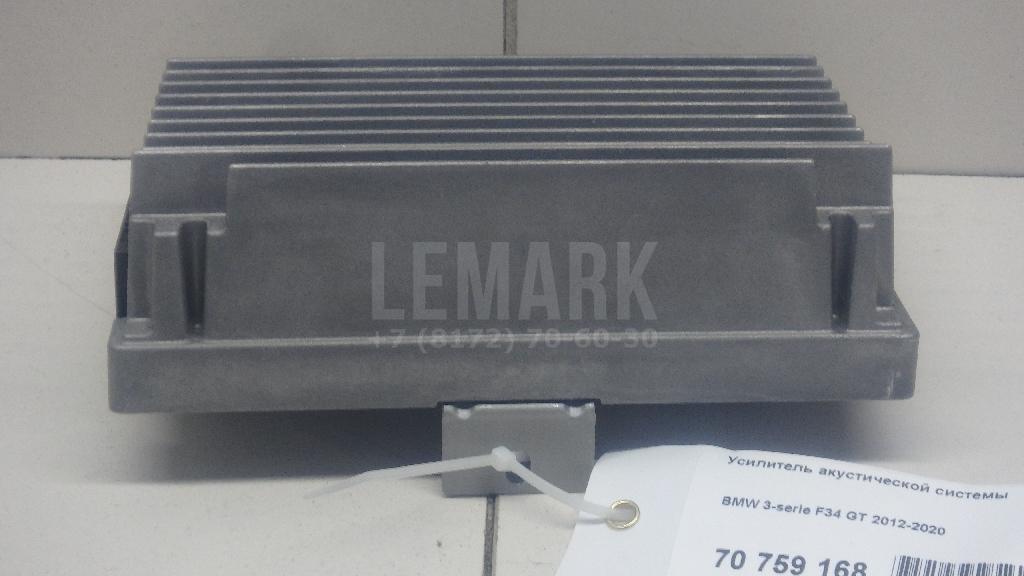 LEMARK
+7 (8172) 70-60-30
Усилитель акустической системы
BMW 3-serie F34 GT 2012-2020
70 759 168